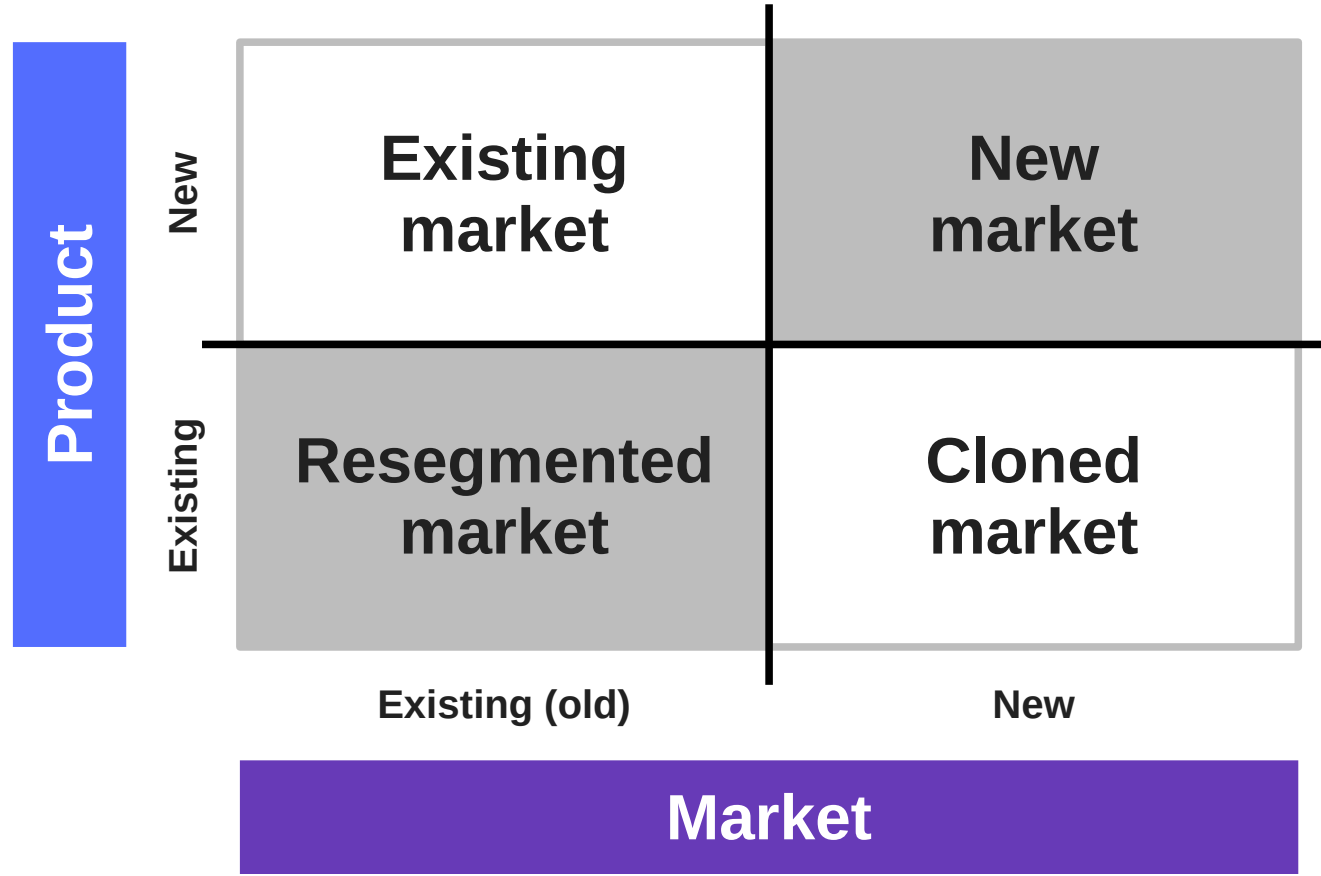 Product
New
Existing
market
New
market
Existing
Resegmented
market
Cloned
market
Existing (old)
New
Market